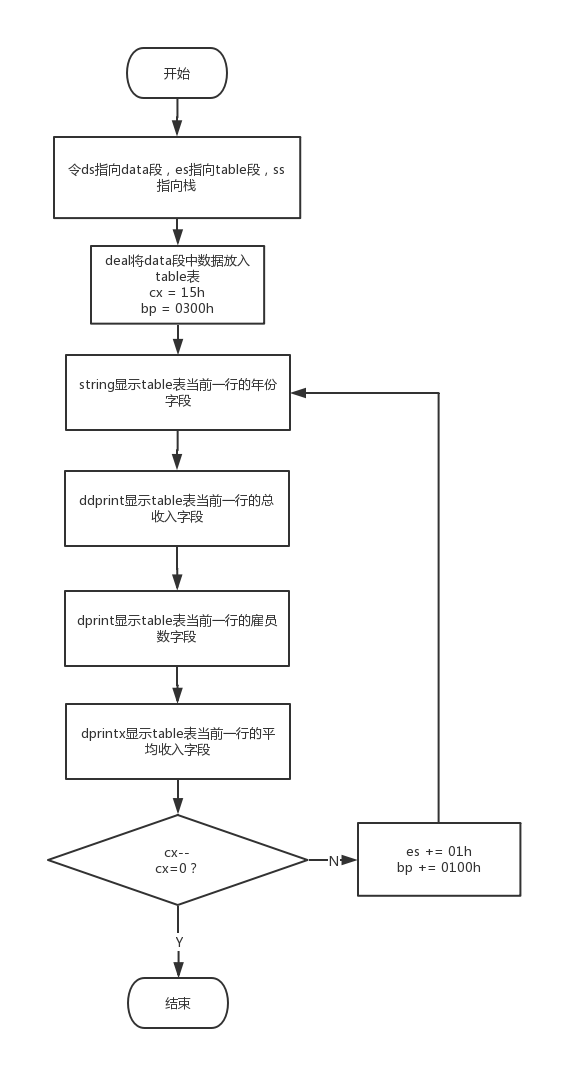 开始
令ds指向data段，es指向table段，ss
指向栈
deal将data段中数据放入
table表
cx = 15h
bp = 0300h
string显示table表当前一行的年份
字段
ddprint显示table表当前一行的总
收入字段
dprint显示table表当前一行的雇员
数字段
dprintx显示table表当前一行的平
均收入字段
cx--
cx=0？
N
es += 01h
bp += 0100h
Y
结束